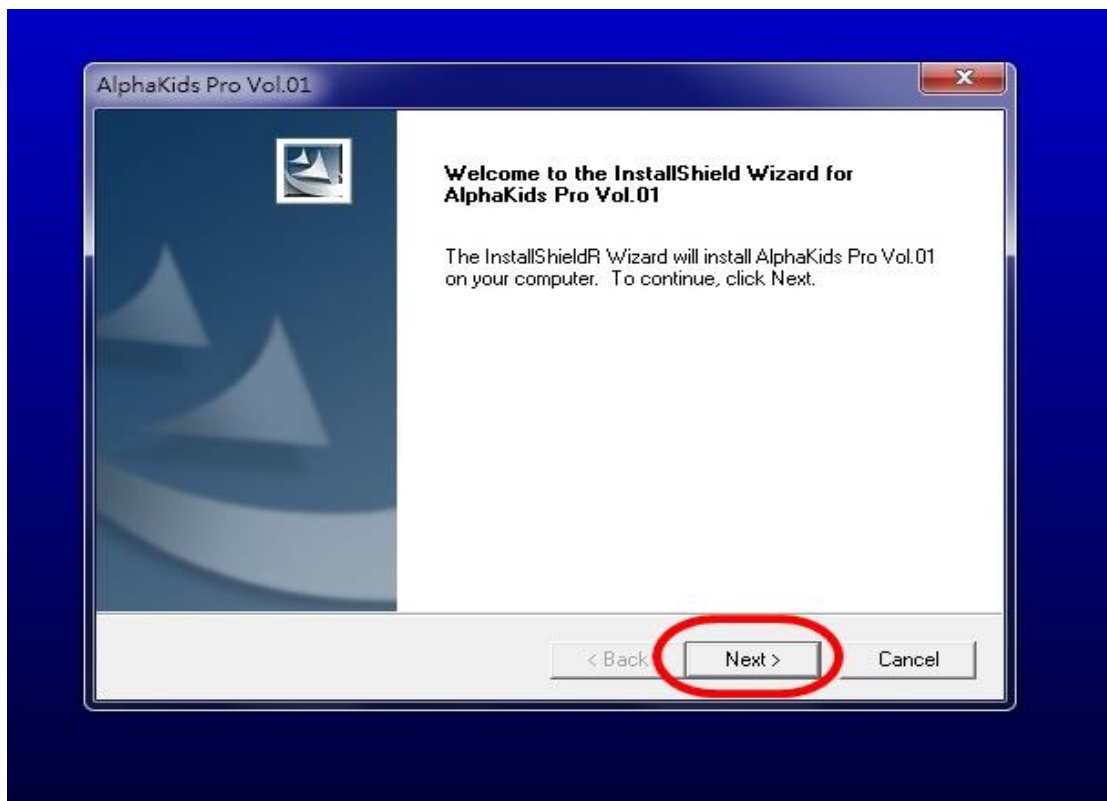 AlphaKids Pro Vol.01
Welcome to the InstallShield Wizard for
AlphaKids Pro Vol.01
The InstallShieldR Wizard will install AlphaKids Pro Vol.01
on your computer. To continue, click Next.
< Back
Next >
Cancel